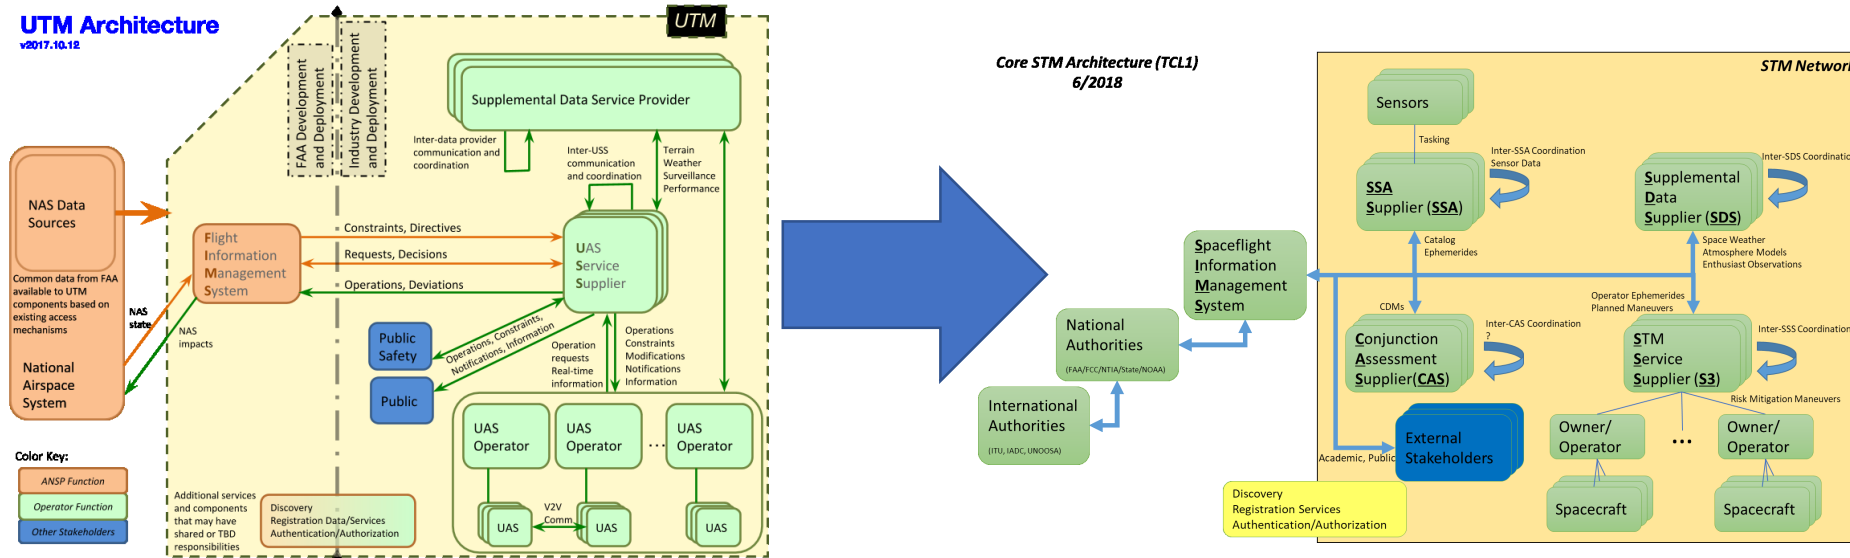 UTM Architecture
v2017.10.12
FAA Development
and Deployment
Industry Development
and Deployment
UTM
Supplemental Data Service Provider
Inter-data provider
communication and
coordination
Inter-USS
communication
and coordination
Terrain
Weather
Surveillance
Performance
NAS Data
Sources
Common data from FAA
available to UTM
components based on
existing access
mechanisms
National
Airspace
System
NAS
state
NAS
impacts
Flight
Information
Management
System
Constraints, Directives
Requests, Decisions
Operations, Deviations
UAS
Service
Supplier
Public
Safety
Public
Operations, Constraints,
Notifications, Information
Operation
requests
Real-time
information
Operations
Constraints
Modifications
Notifications
Information
UAS
Operator
UAS
Operator
...
UAS
Operator
UAS
V2V
Comm.
UAS
UAS
Color Key:
ANSP Function
Operator Function
Other Stakeholders
Additional services
and components
that may have
shared or TBD
responsibilities
Discovery
Registration Data/Services
Authentication/Authorization
Core STM Architecture (TCL1)
6/2018
STM Network
Sensors
Tasking
SSA
Supplier (SSA)
Inter-SSA Coordination
Sensor Data
Supplemental
Data
Supplier (SDS)
Inter-SDS Coordination
Catalog
Ephemerides
Space Weather
Atmosphere Models
Enthusiast Observations
Spaceflight
Information
Management
System
National
Authorities
(FAA/FCC/NTIA/State/NOAA)
International
Authorities
(ITU, IADC, UNOOSA)
CDMs
Conjunction
Assessment
Supplier(CAS)
Inter-CAS Coordination
?
Operator Ephemerides
Planned Maneuvers
STM
Service
Supplier (S3)
Inter-SSS Coordination
Risk Mitigation Maneuvers
External
Stakeholders
Academic, Public
Owner/
Operator
...
Owner/
Operator
Spacecraft
Spacecraft
Discovery
Registration Services
Authentication/Authorization